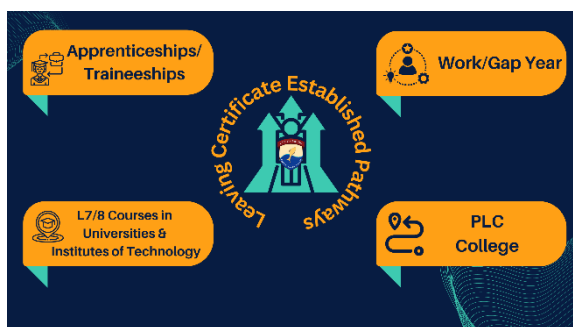 Apprenticeships/
Traineeships
Work/Gap Year
Leaving Certificate Established Pathways
L7/8 Courses in
Universities &
Institutes of Technology
PLC
College